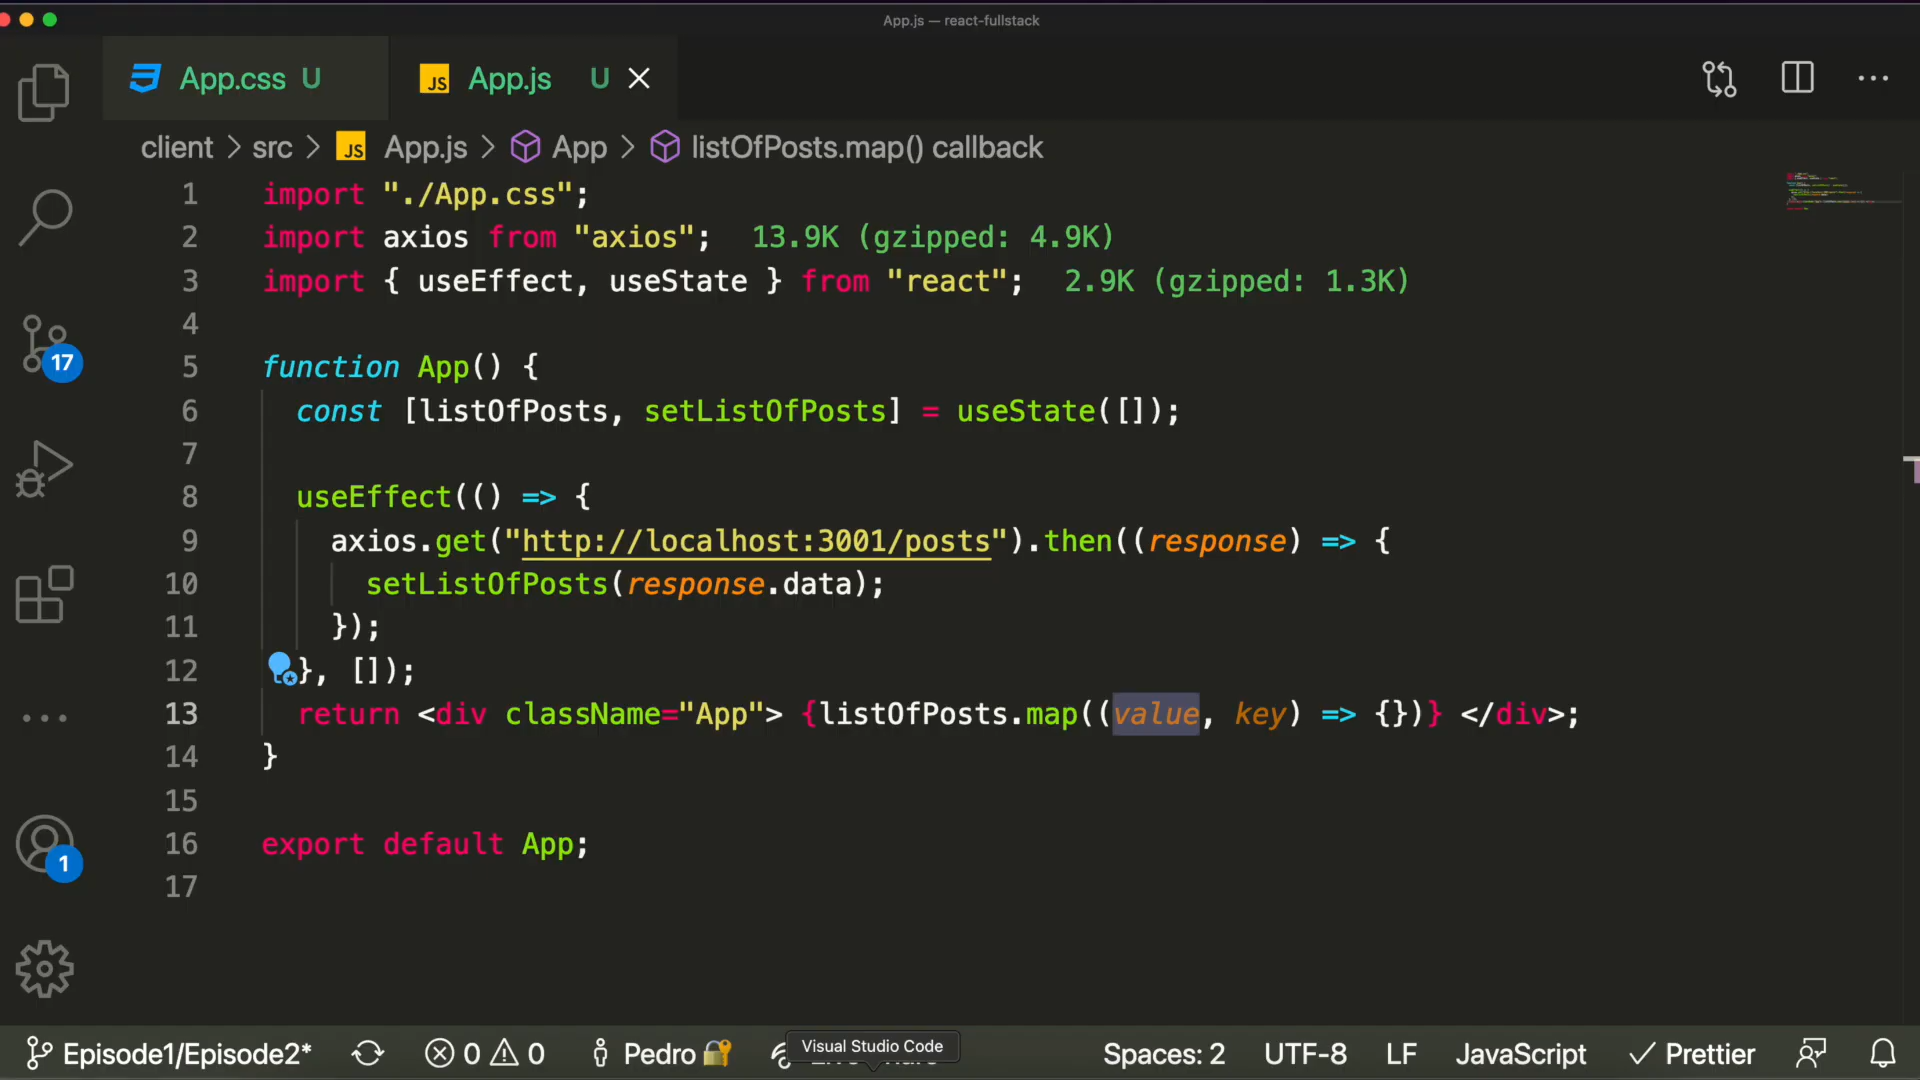 App.js — react-fullstack
App.css U
JS App.js U
client > src > JS App.js > App > listOfPosts.map() callback
1 import "./App.css";
2 import axios from "axios"; 13.9K (gzipped: 4.9K)
3 import { useEffect, useState } from "react"; 2.9K (gzipped: 1.3K)
4
5 function App() {
6 const [listOfPosts, setListOfPosts] = useState([]);
7
8 useEffect(() => {
9 axios.get("http://localhost:3001/posts").then((response) => {
10 setListOfPosts(response.data);
11 });
12 }, []);
13 return <div className="App"> {listOfPosts.map((value, key) => {})} </div>;
14 }
15
16 export default App;
17
17
1
Episode1/Episode2* 0 0 Pedro Visual Studio Code Spaces: 2 UTF-8 LF JavaScript Prettier